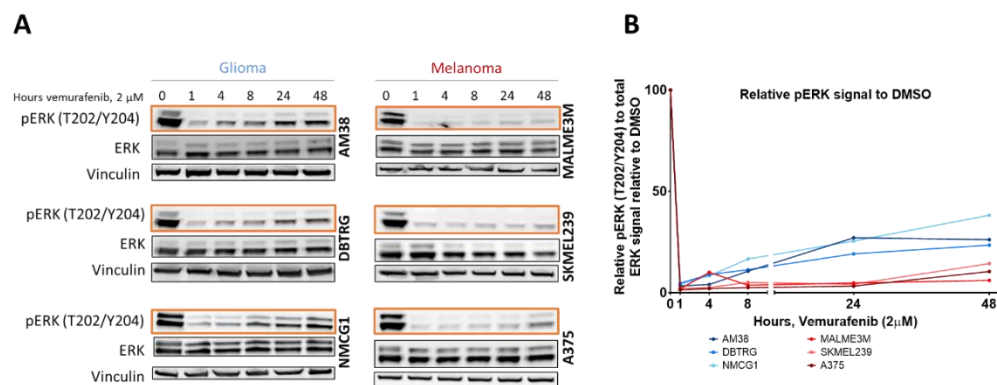 A
B
Glioma
Melanoma
Hours vemurafenib, 2 µM
0 1 4 8 24 48
0 1 4 8 24 48
pERK (T202/Y204)
ERK
Vinculin
AM38
MALME3M
pERK (T202/Y204)
ERK
Vinculin
DBTRG
SKMEL239
pERK (T202/Y204)
ERK
Vinculin
NMCG1
A375
Relative pERK signal to DMSO
Relative pERK (T202/Y204) to total
ERK signal relative to DMSO
100
50
0
0 1 4 8 24 48
Hours, Vemurafenib (2µM)
AM38
DBTRG
NMCG1
MALME3M
SKMEL239
A375